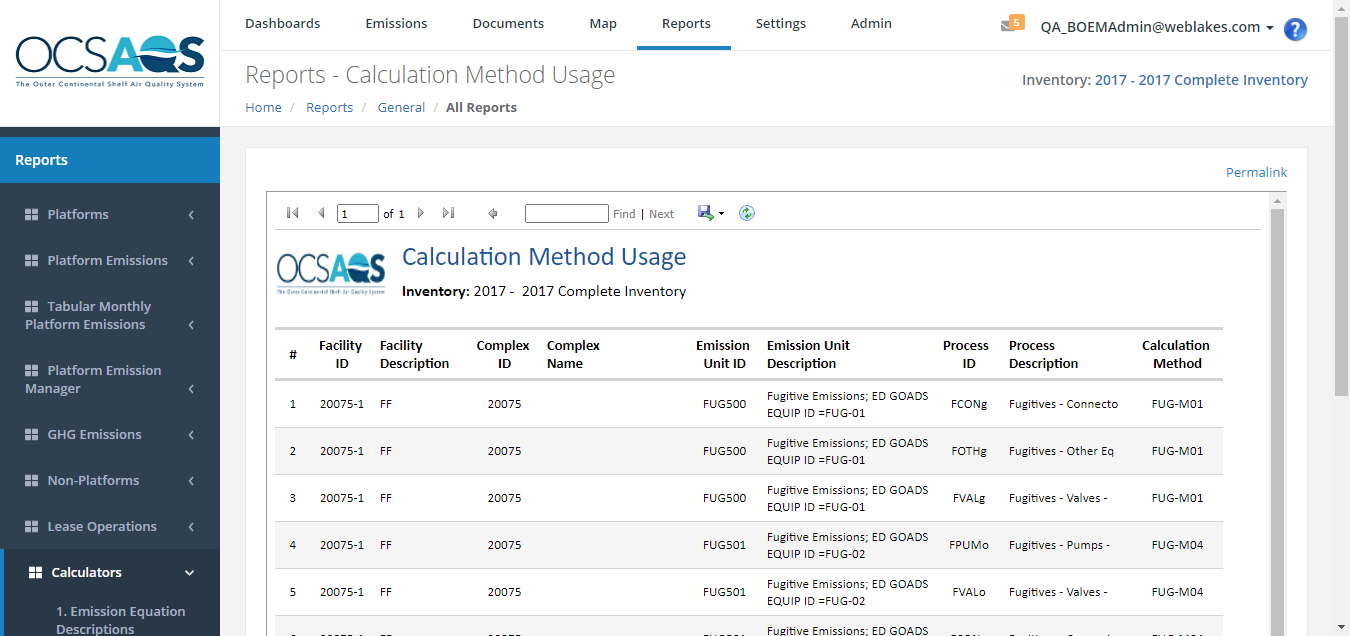 OCSAQS
The Outer Continental Shelf Air Quality System
Dashboards Emissions Documents Map Reports Settings Admin
5 QA_BOEMAdmin@weblakes.com ?
Reports - Calculation Method Usage
Inventory: 2017 - 2017 Complete Inventory
Home / Reports / General / All Reports
Reports
Platforms
Platform Emissions
Tabular Monthly
Platform Emissions
Platform Emission
Manager
GHG Emissions
Non-Platforms
Lease Operations
Calculators
1. Emission Equation
Descriptions
Permalink
1 of 1 Find | Next
OCSAQS
The Outer Continental Shelf Air Quality System
Calculation Method Usage
Inventory: 2017 - 2017 Complete Inventory
# Facility ID Facility Description Complex ID Complex Name Emission Unit ID Emission Unit Description Process ID Process Description Calculation Method
1 20075-1 FF 20075 FUG500 Fugitive Emissions; ED GOADS EQUIP ID =FUG-01 FCONg Fugitives - Connecto FUG-M01
2 20075-1 FF 20075 FUG500 Fugitive Emissions; ED GOADS EQUIP ID =FUG-01 FOTHg Fugitives - Other Eq FUG-M01
3 20075-1 FF 20075 FUG500 Fugitive Emissions; ED GOADS EQUIP ID =FUG-01 FVALg Fugitives - Valves - FUG-M01
4 20075-1 FF 20075 FUG501 Fugitive Emissions; ED GOADS EQUIP ID =FUG-02 FPUMo Fugitives - Pumps - FUG-M04
5 20075-1 FF 20075 FUG501 Fugitive Emissions; ED GOADS EQUIP ID =FUG-02 FVALo Fugitives - Valves - FUG-M04
Fugitive Emissions; ED GOADS